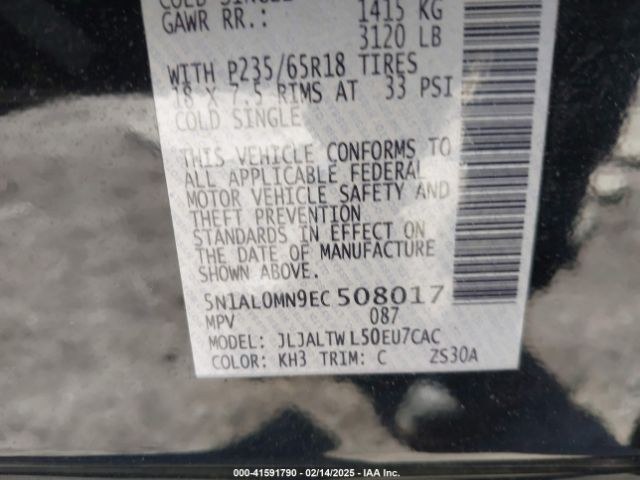 COLD SINGLE
GAWR RR.: 1415 KG
3120 LB
WITH P235/65R18 TIRES
18 X 7.5 RIMS AT 33 PSI
COLD SINGLE
THIS VEHICLE CONFORMS TO
ALL APPLICABLE FEDERAL
MOTOR VEHICLE SAFETY AND
THEFT PREVENTION
STANDARDS IN EFFECT ON
THE DATE OF MANUFACTURE
SHOWN ABOVE.
5N1AL0MN9EC 508017
MPV 087
MODEL: JLJALTWL50EU7CAC
COLOR: KH3 TRIM: C ZS30A
000-41591790 - 02/14/2025 - IAA Inc.